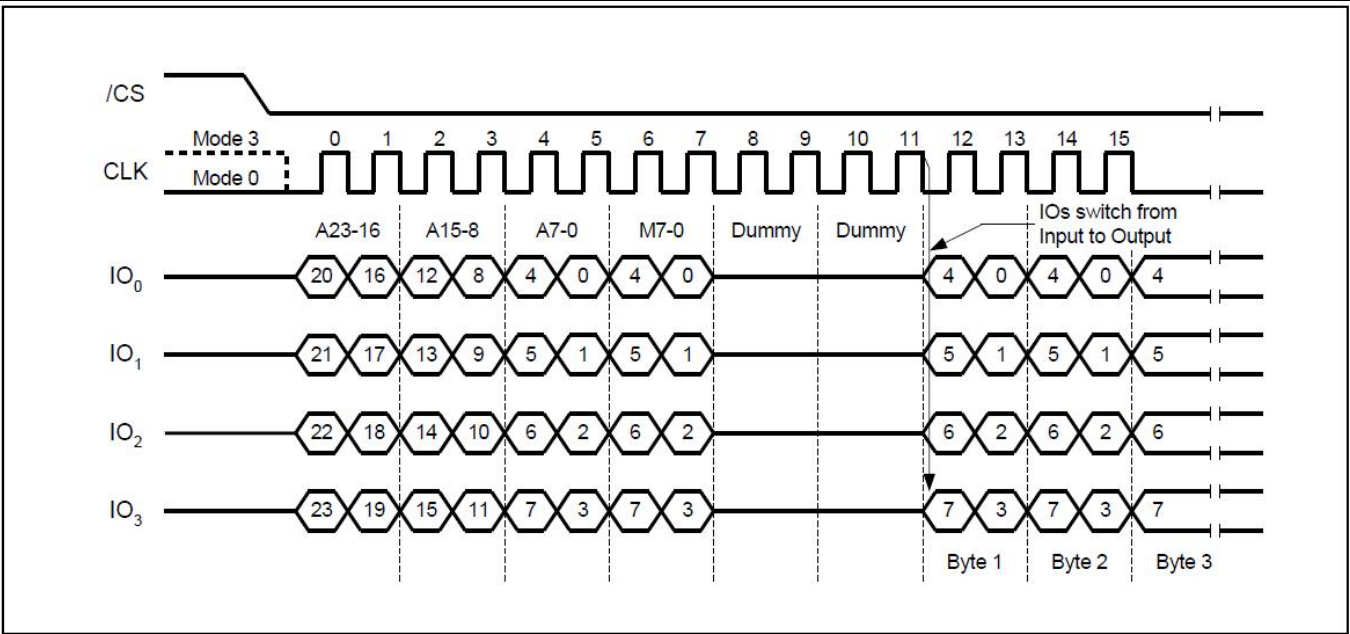 /CS
Mode 3 0 1 2 3 4 5 6 7 8 9 10 11 12 13 14 15
CLK
Mode 0
IOs switch from
Input to Output
A23-16 A15-8 A7-0 M7-0 Dummy Dummy
IO0 20 16 12 8 4 0 4 0 4 0 4 0 4
IO1 21 17 13 9 5 1 5 1 5 1 5 1 5
IO2 22 18 14 10 6 2 6 2 6 2 6 2 6
IO3 23 19 15 11 7 3 7 3 7 3 7 3 7
Byte 1 Byte 2 Byte 3